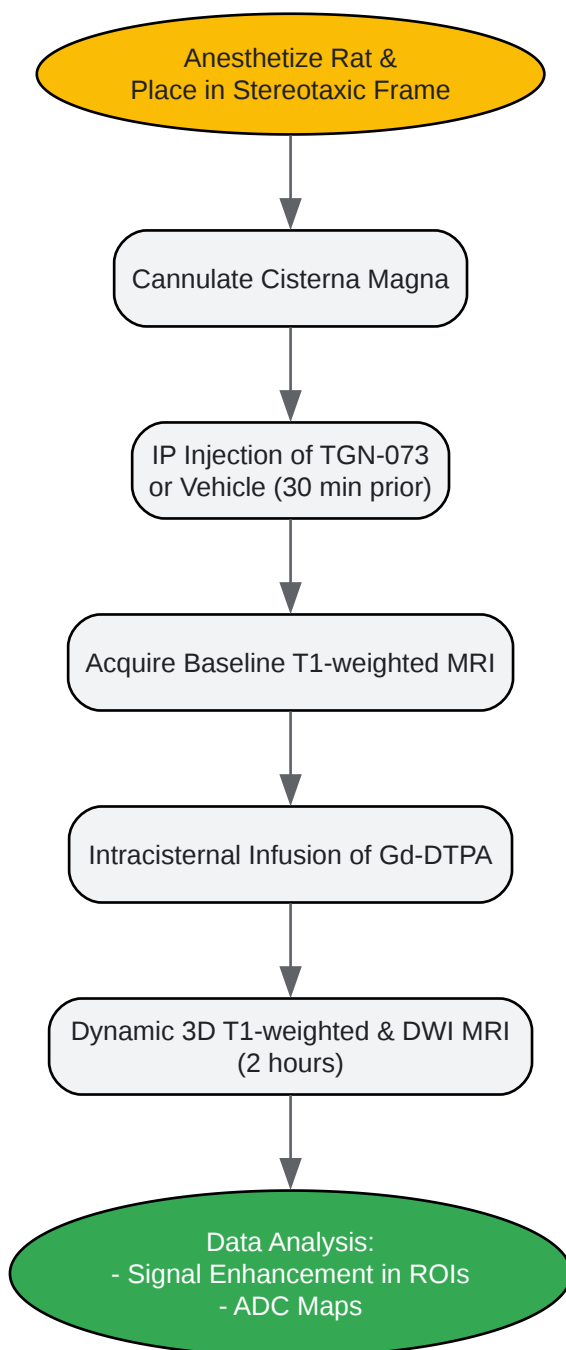 Anesthetize Rat &
Place in Stereotaxic Frame
Cannulate Cisterna Magna
IP Injection of TGN-073
or Vehicle (30 min prior)
Acquire Baseline T1-weighted MRI
Intracisternal Infusion of Gd-DTPA
Dynamic 3D T1-weighted & DWI MRI
(2 hours)
Data Analysis:
- Signal Enhancement in ROIs
- ADC Maps